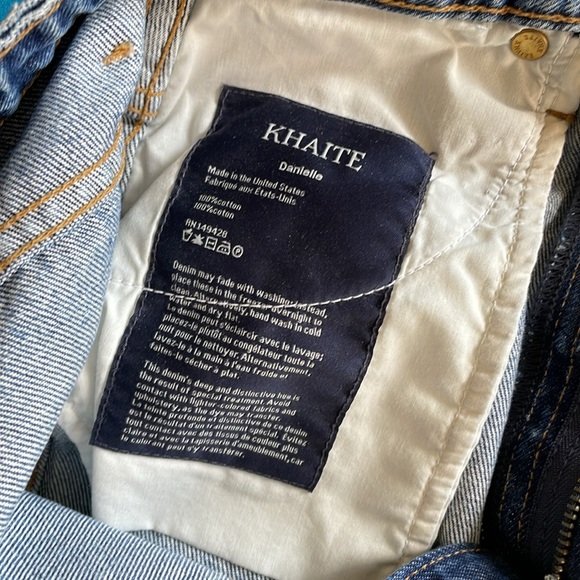 KHAITE
Danielle
Made in the United States
Fabriqué aux États-Unis
100%cotton
100%coton
RN149428
Denim may fade with washing. Instead,
place these in the freezer overnight to
clean. Alternatively, hand wash in cold
and dry flat
Le denim peut s'éclaircir avec le lavage;
placez-le plutôt au congélateur toute la
nuit pour le nettoyer. Alternativement
lavez-à la main à l'eau froide et
faites-le sécher à plat.
This denim's deep and distinctive hue is
the result of special treatment. Avoid
contact with lighter-colored fabrics and
upholstery, as the dye may transfer.
La teinte profonde et distinctive de ce denim
est le résultat d'un traitement spécial. Évitez
tout contact avec des tissus de couleur plus
claire et avec la tapisserie d'ameublement, car
le colorant peut s'y transférer.